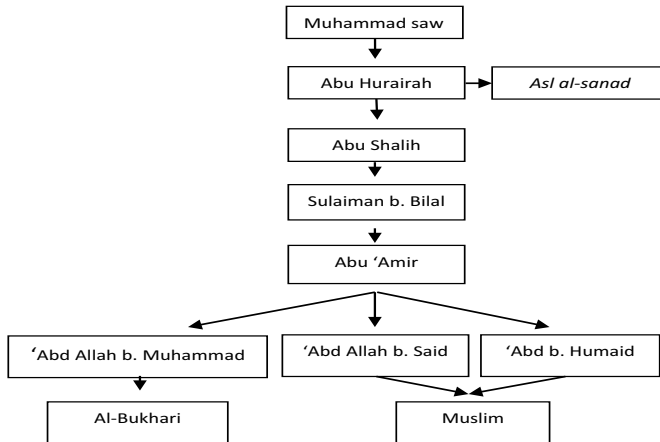 Muhammad saw
Abu Hurairah
Asl al-sanad
Abu Shalih
Sulaiman b. Bilal
Abu ‘Amir
‘Abd Allah b. Muhammad
‘Abd Allah b. Said
‘Abd b. Humaid
Al-Bukhari
Muslim